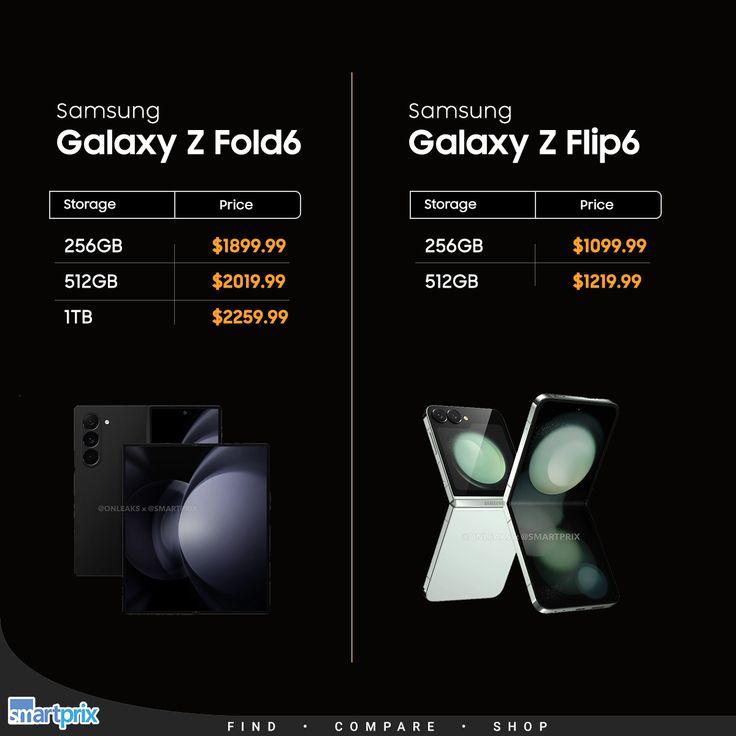 Samsung
Galaxy Z Fold6
Storage Price
256GB $1899.99
512GB $2019.99
1TB $2259.99
@ONLEAKS x @SMARTPRIX
Samsung
Galaxy Z Flip6
Storage Price
256GB $1099.99
512GB $1219.99
SAMSUNG
@ONLEAKS x @SMARTPRIX
smartprix
FIND • COMPARE • SHOP